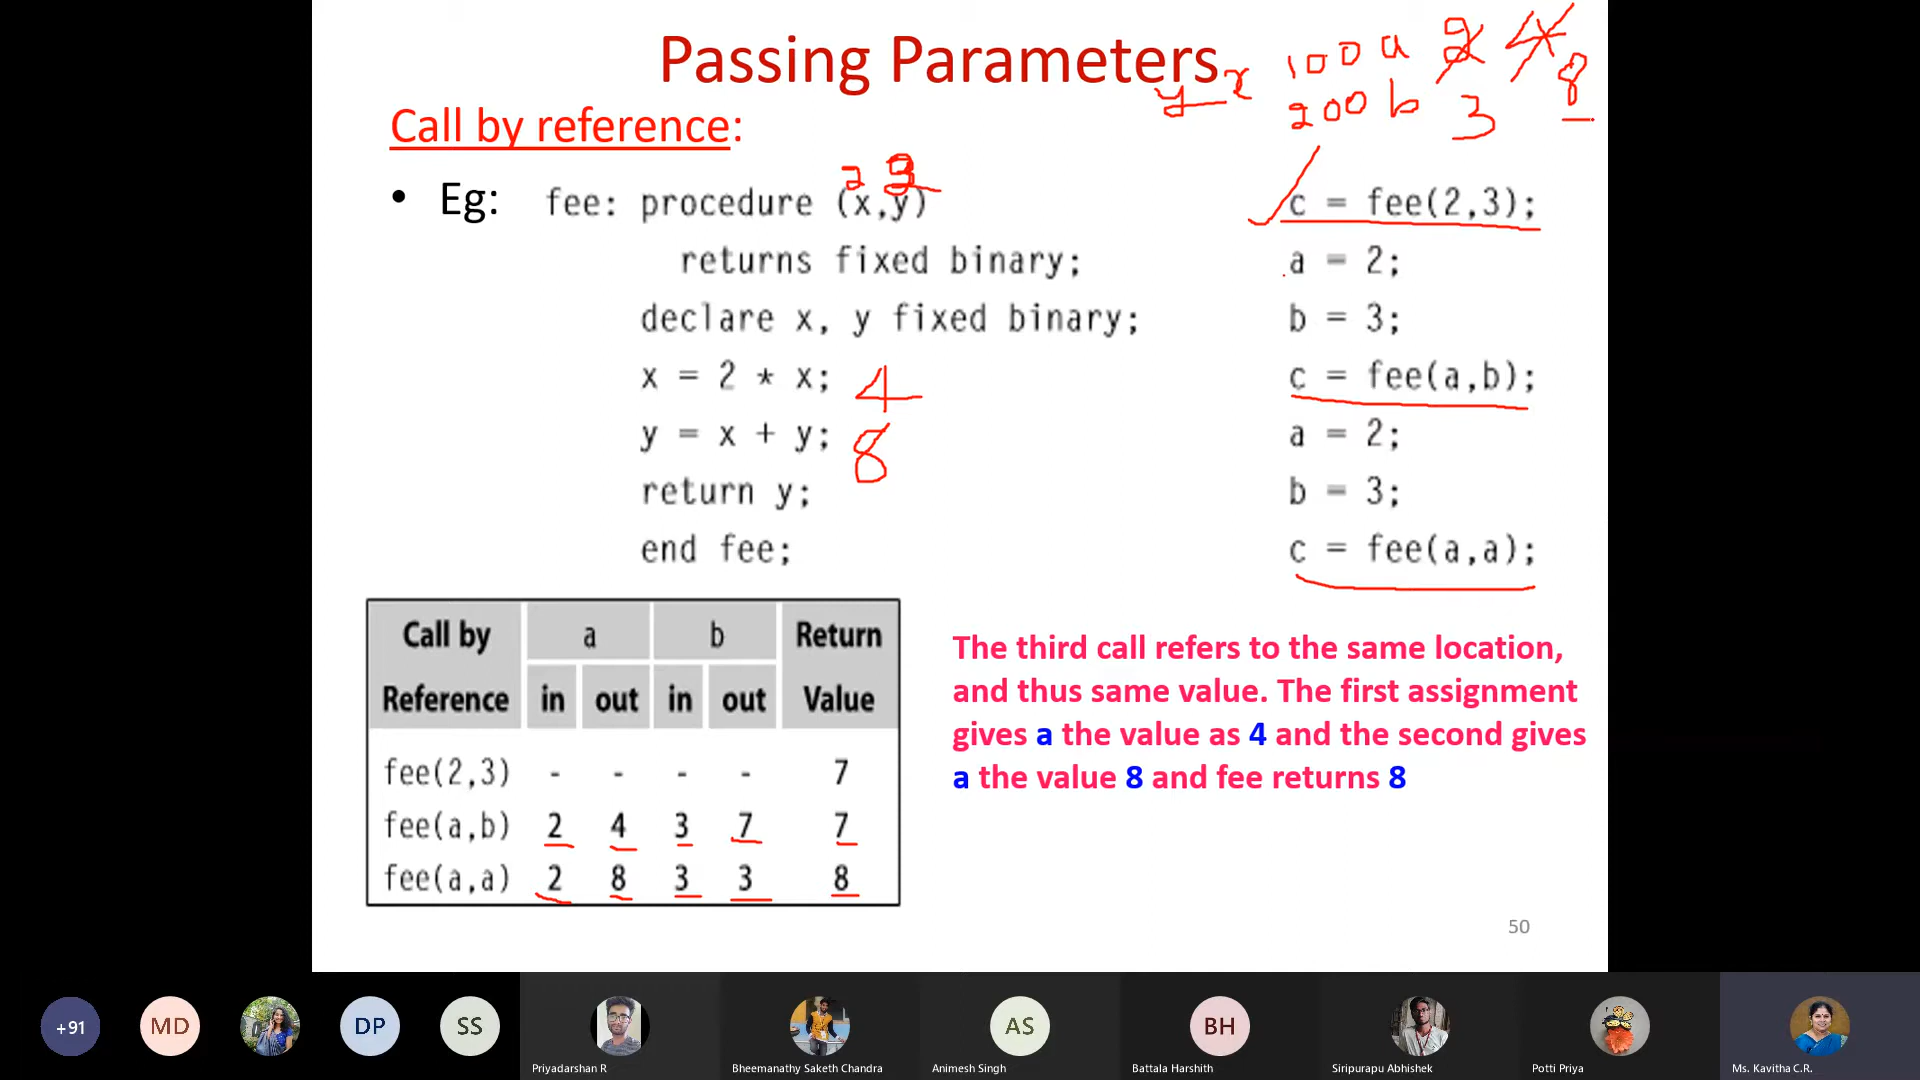 Passing Parameters
y x 100 a 2 4 8
200 b 3
Call by reference:
2 3
• Eg: fee: procedure (x,y)
returns fixed binary;
declare x, y fixed binary;
x = 2 * x; 4
y = x + y; 8
return y;
end fee;
c = fee(2,3);
a = 2;
b = 3;
c = fee(a,b);
a = 2;
b = 3;
c = fee(a,a);
Call by Reference a b Return Value
in out in out
fee(2,3) - - - - 7
fee(a,b) 2 4 3 7 7
fee(a,a) 2 8 3 3 8
The third call refers to the same location,
and thus same value. The first assignment
gives a the value as 4 and the second gives
a the value 8 and fee returns 8
50
+91 MD DP SS AS BH
Priyadarshan R Bheemanathy Saketh Chandra Animesh Singh Battala Harshith Siripurapu Abhishek Potti Priya Ms. Kavitha C.R.